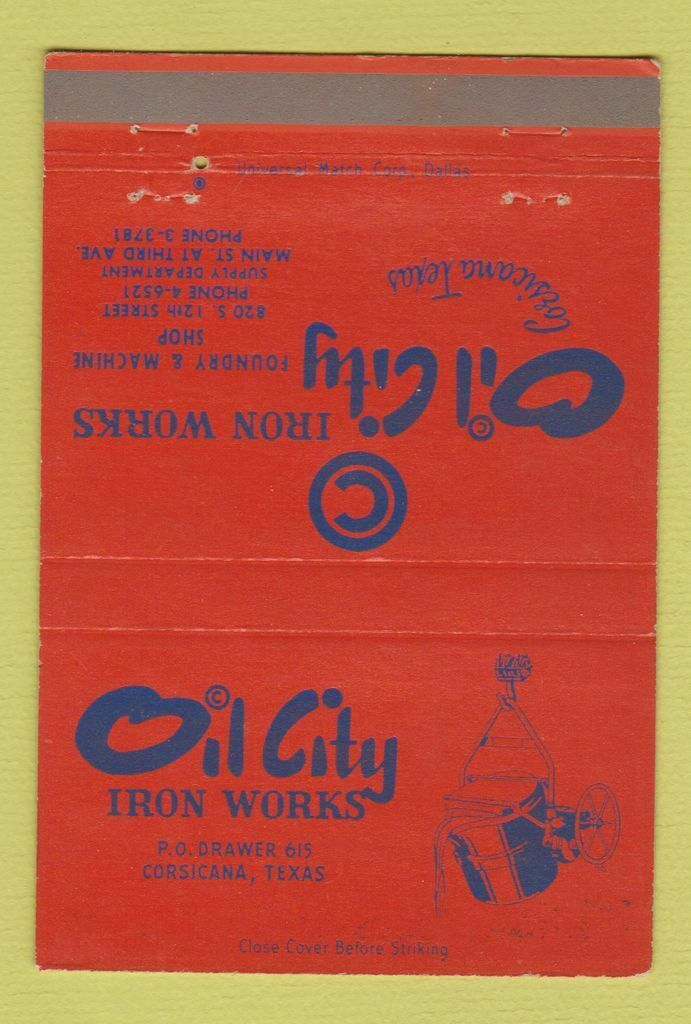 Universal Match Corp., Dallas
©
Oil City
IRON WORKS
Corsicana Texas
FOUNDRY & MACHINE
SHOP
820 S. 12th STREET
PHONE 4-6521
SUPPLY DEPARTMENT
MAIN ST. AT THIRD AVE.
PHONE 3-3781
Oil City
IRON WORKS
P.O. DRAWER 615
CORSICANA, TEXAS
Close Cover Before Striking